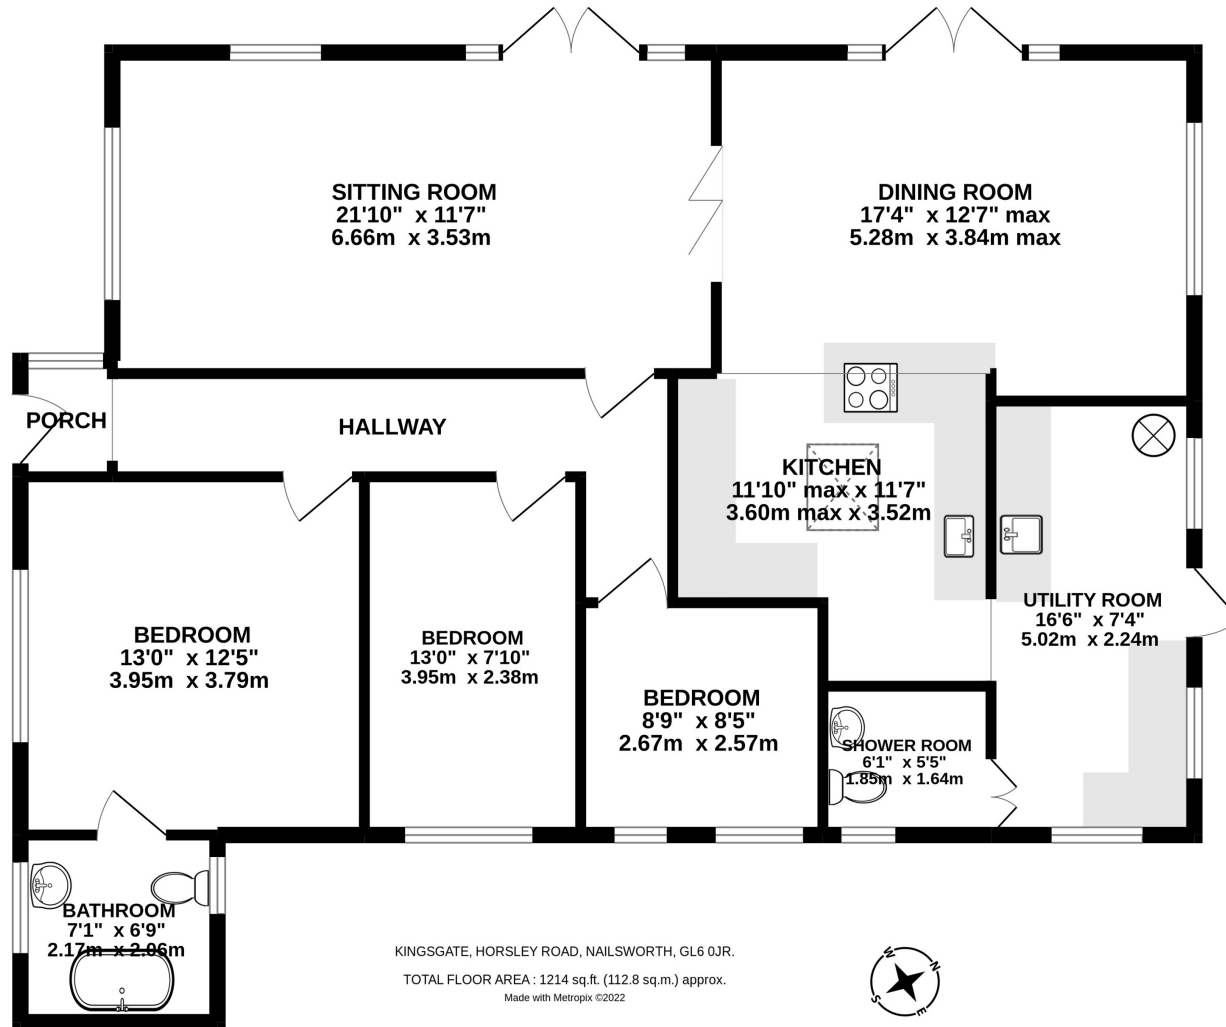 SITTING ROOM
21'10" x 11'7"
6.66m x 3.53m
DINING ROOM
17'4" x 12'7" max
5.28m x 3.84m max
PORCH
HALLWAY
KITCHEN
11'10" max x 11'7"
3.60m max x 3.52m
UTILITY ROOM
16'6" x 7'4"
5.02m x 2.24m
BEDROOM
13'0" x 12'5"
3.95m x 3.79m
BEDROOM
13'0" x 7'10"
3.95m x 2.38m
BEDROOM
8'9" x 8'5"
2.67m x 2.57m
SHOWER ROOM
6'1" x 5'5"
1.85m x 1.64m
BATHROOM
7'1" x 6'9"
2.17m x 2.06m
KINGSGATE, HORSLEY ROAD, NAILSWORTH, GL6 0JR.
TOTAL FLOOR AREA : 1214 sq.ft. (112.8 sq.m.) approx.
Made with Metropix ©2022
W
N
S
E